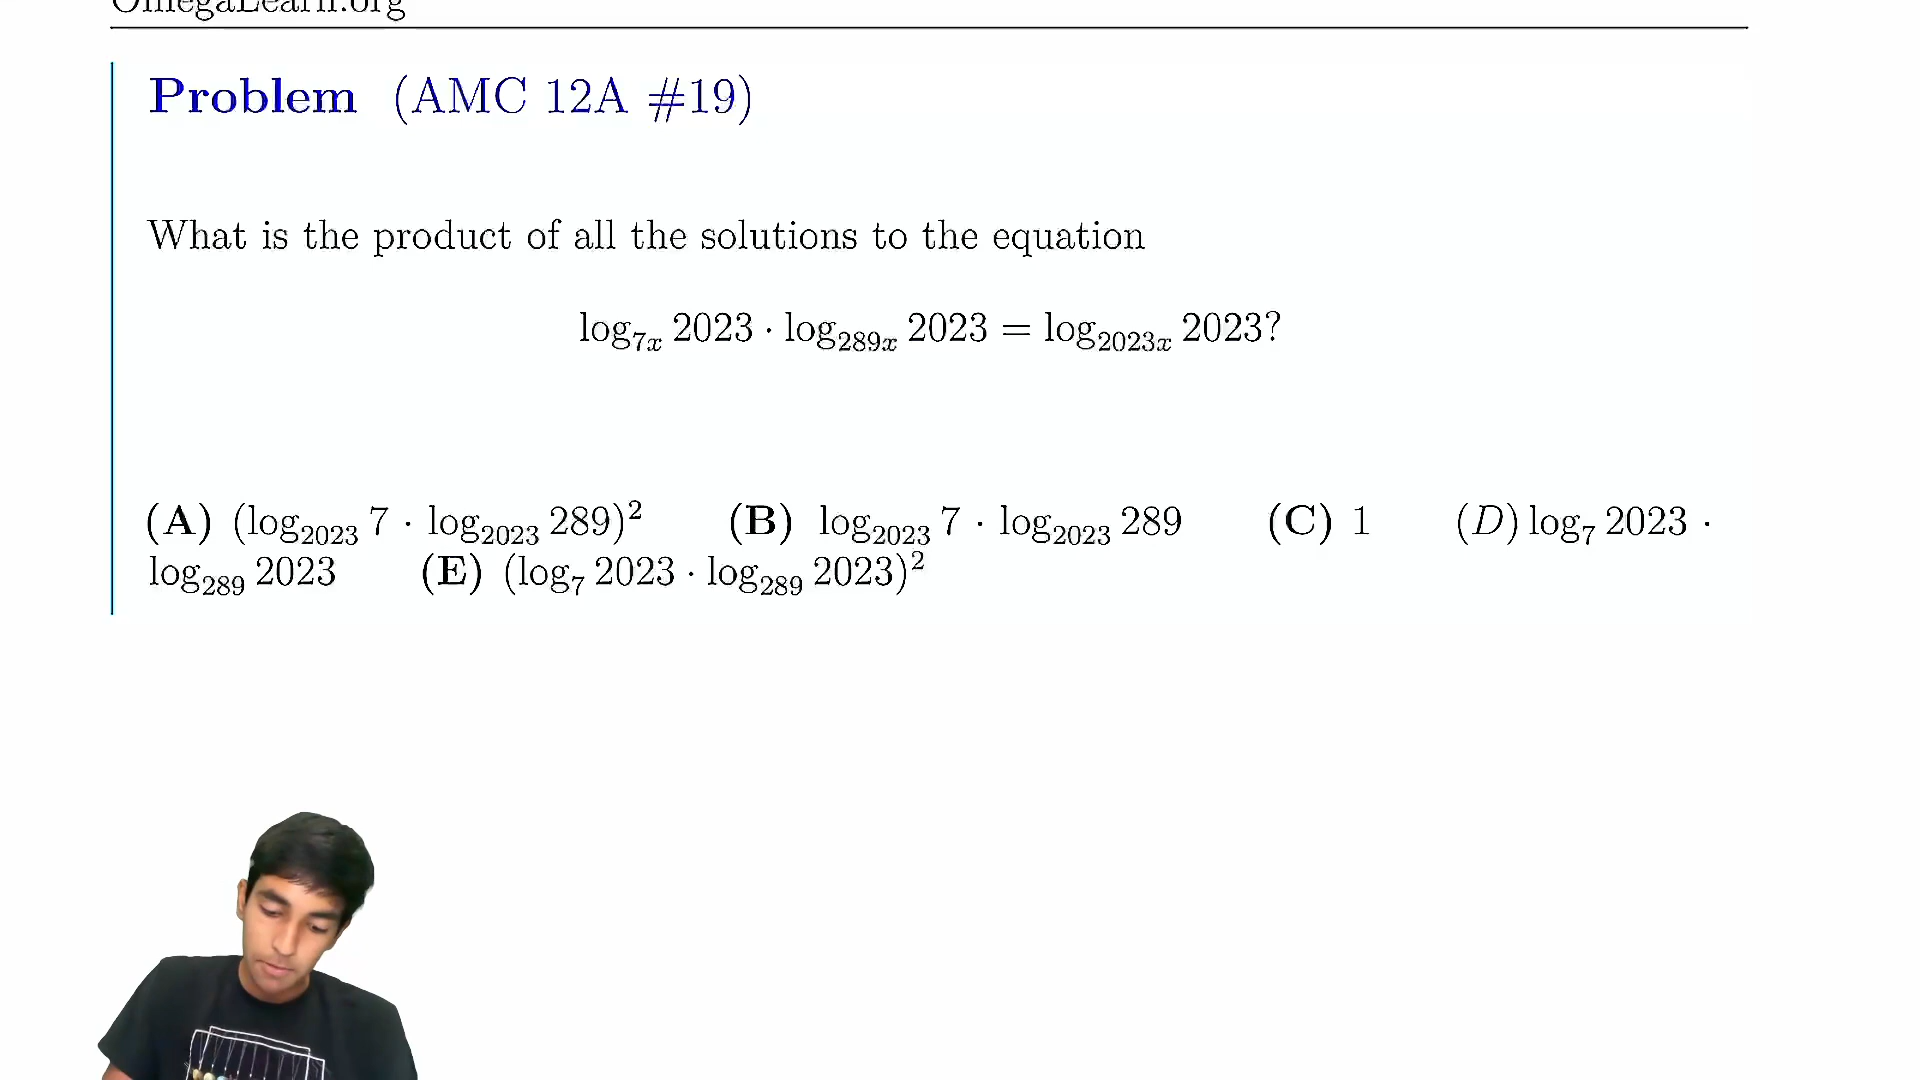 OmegaLearn.org
Problem (AMC 12A #19)
What is the product of all the solutions to the equation
log_{7x} 2023 · log_{289x} 2023 = log_{2023x} 2023?
(A) (log_{2023} 7 · log_{2023} 289)^2 (B) log_{2023} 7 · log_{2023} 289 (C) 1 (D) log_7 2023 ·
log_{289} 2023 (E) (log_7 2023 · log_{289} 2023)^2